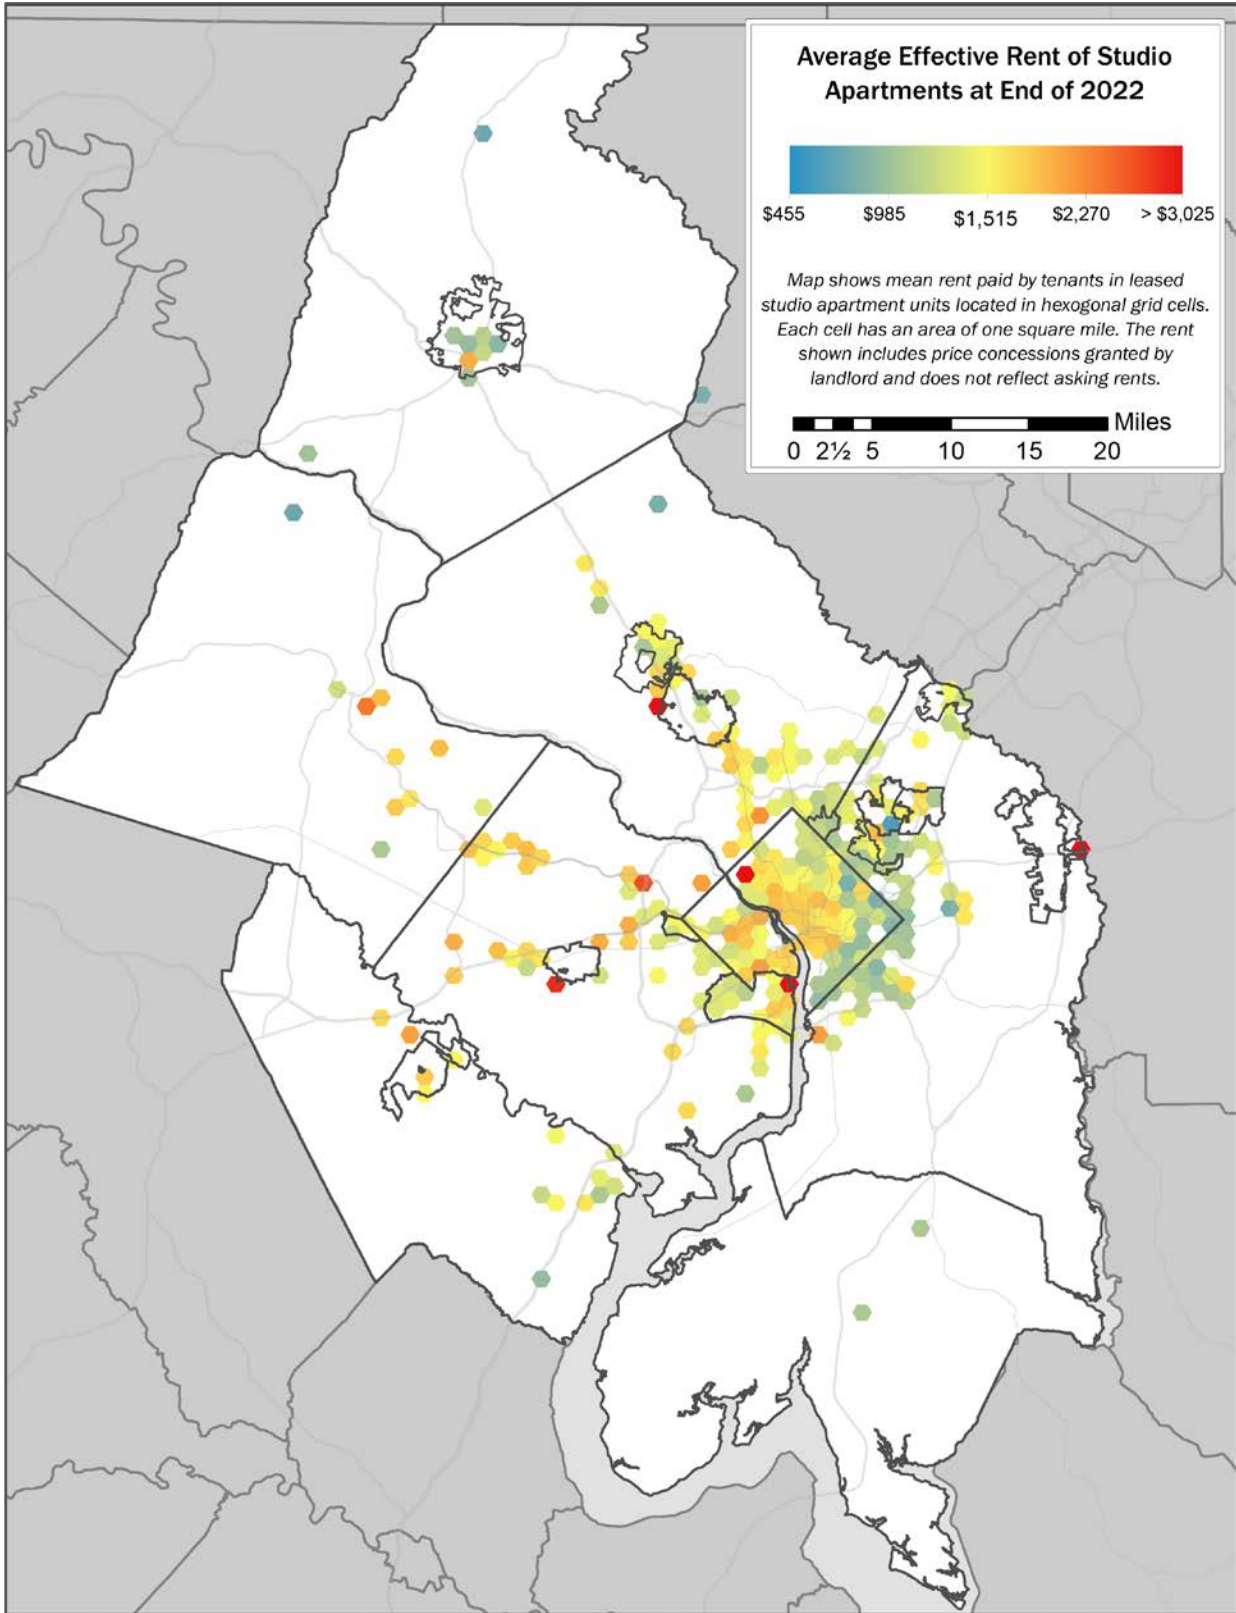 Average Effective Rent of Studio
Apartments at End of 2022
$455 $985 $1,515 $2,270 > $3,025
Map shows mean rent paid by tenants in leased
studio apartment units located in hexogonal grid cells.
Each cell has an area of one square mile. The rent
shown includes price concessions granted by
landlord and does not reflect asking rents.
Miles
0 2½ 5 10 15 20